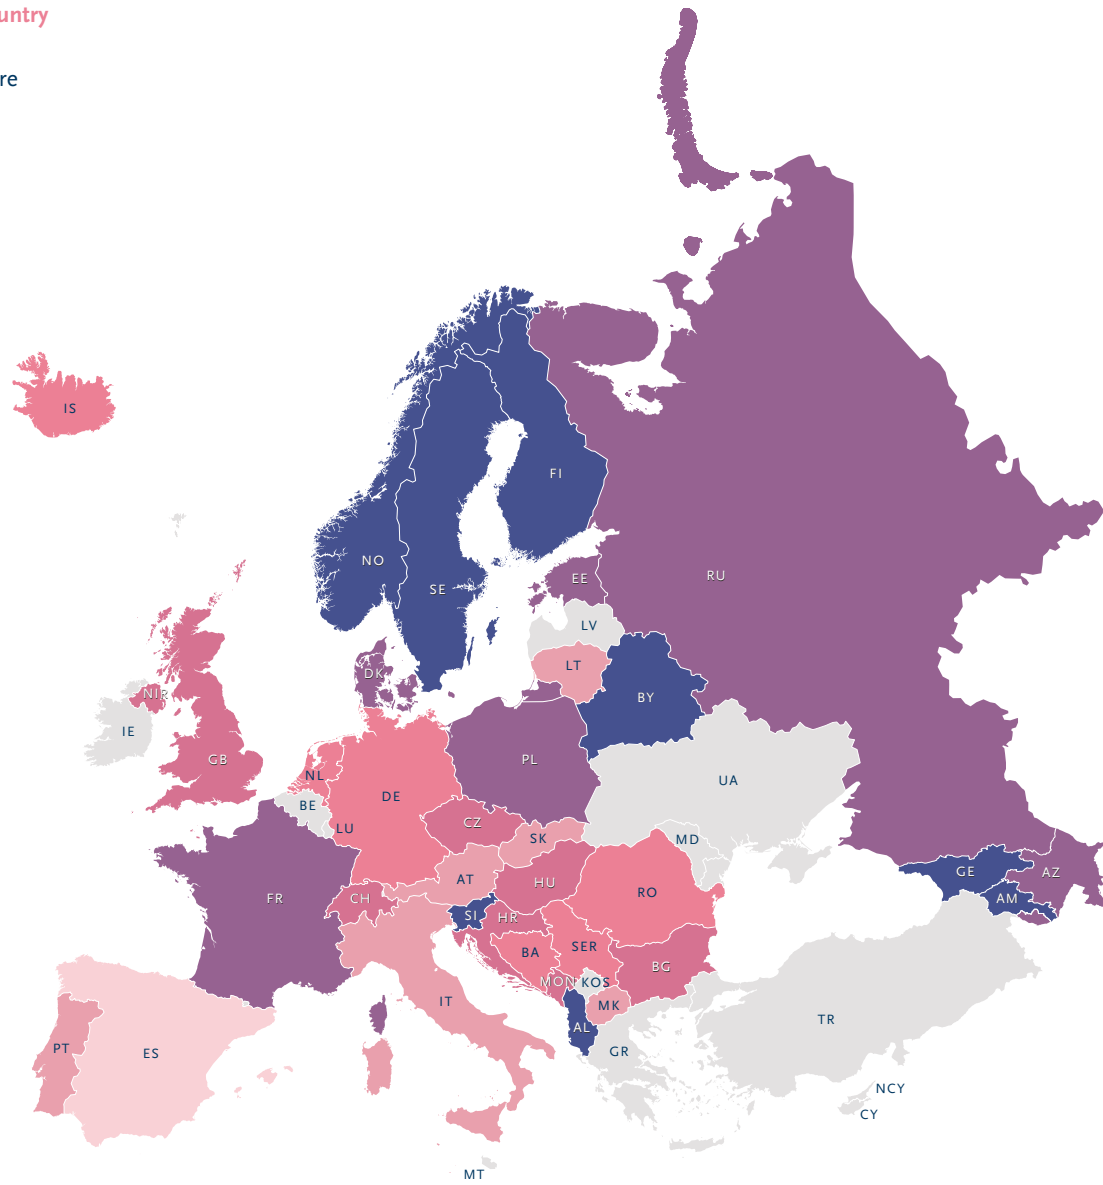 untry
re
IS
FI
NO
SE
RU
EE
LV
LT
DK
BY
NIR
IE
GB
PL
NL
DE
UA
BE
LU
CZ
SK
MD
AT
HU
RO
GE
AZ
FR
CH
AM
SI
HR
BA
SER
BG
MON
KOS
IT
MK
AL
TR
PT
ES
GR
NCY
CY
MT